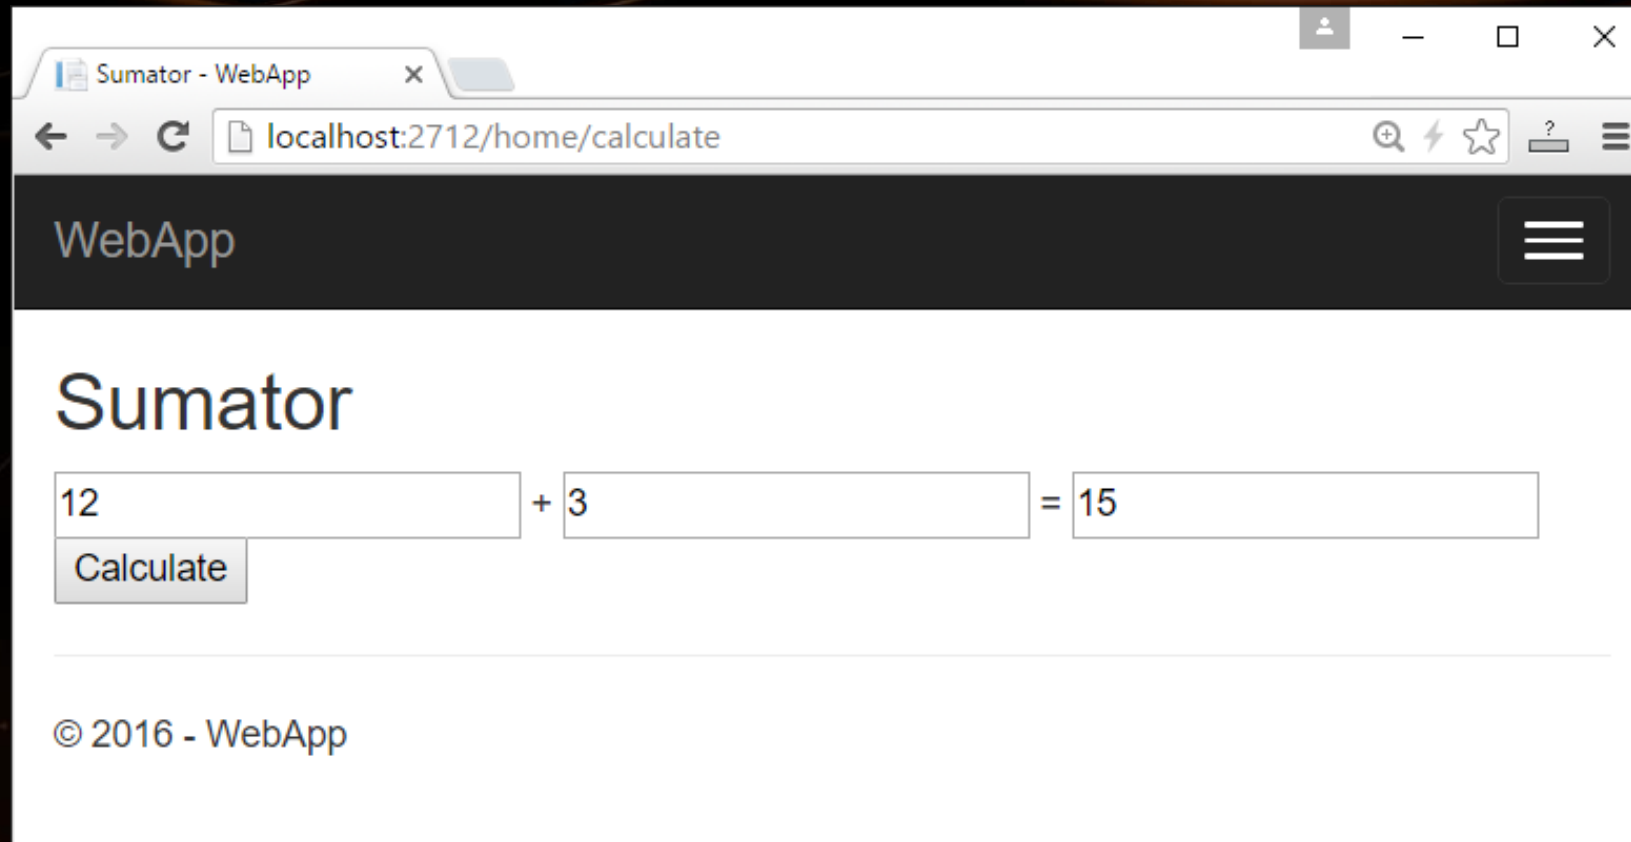 Sumator - WebApp
localhost:2712/home/calculate
?
WebApp
Sumator
12 + 3 = 15
Calculate
© 2016 - WebApp